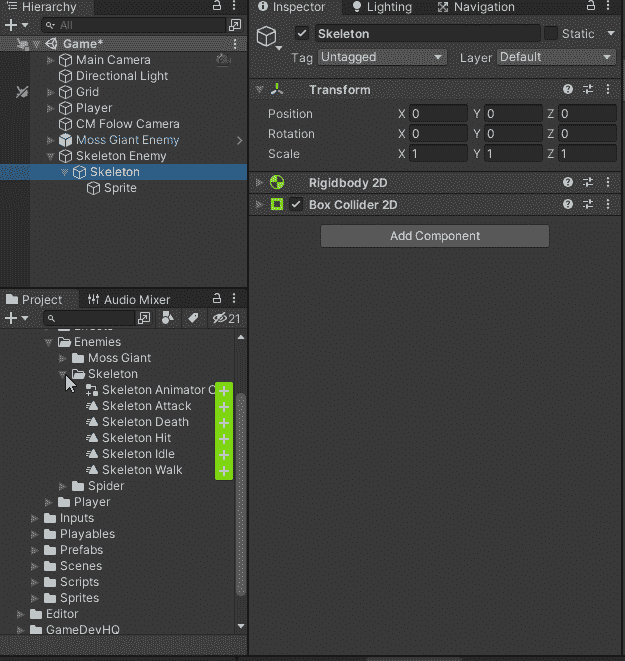 Hierarchy
All
Game*
Main Camera
Directional Light
Grid
Player
CM Folow Camera
Moss Giant Enemy
Skeleton Enemy
Skeleton
Sprite
Project
Audio Mixer
21
Enemies
Moss Giant
Skeleton
Skeleton Animator C
Skeleton Attack
Skeleton Death
Skeleton Hit
Skeleton Idle
Skeleton Walk
Spider
Player
Inputs
Playables
Prefabs
Scenes
Scripts
Sprites
Editor
GameDevHQ
Inspector Lighting Navigation
Skeleton Static
Tag Untagged Layer Default
Transform
Position X 0 Y 0 Z 0
Rotation X 0 Y 0 Z 0
Scale X 1 Y 1 Z 1
Rigidbody 2D
Box Collider 2D
Add Component